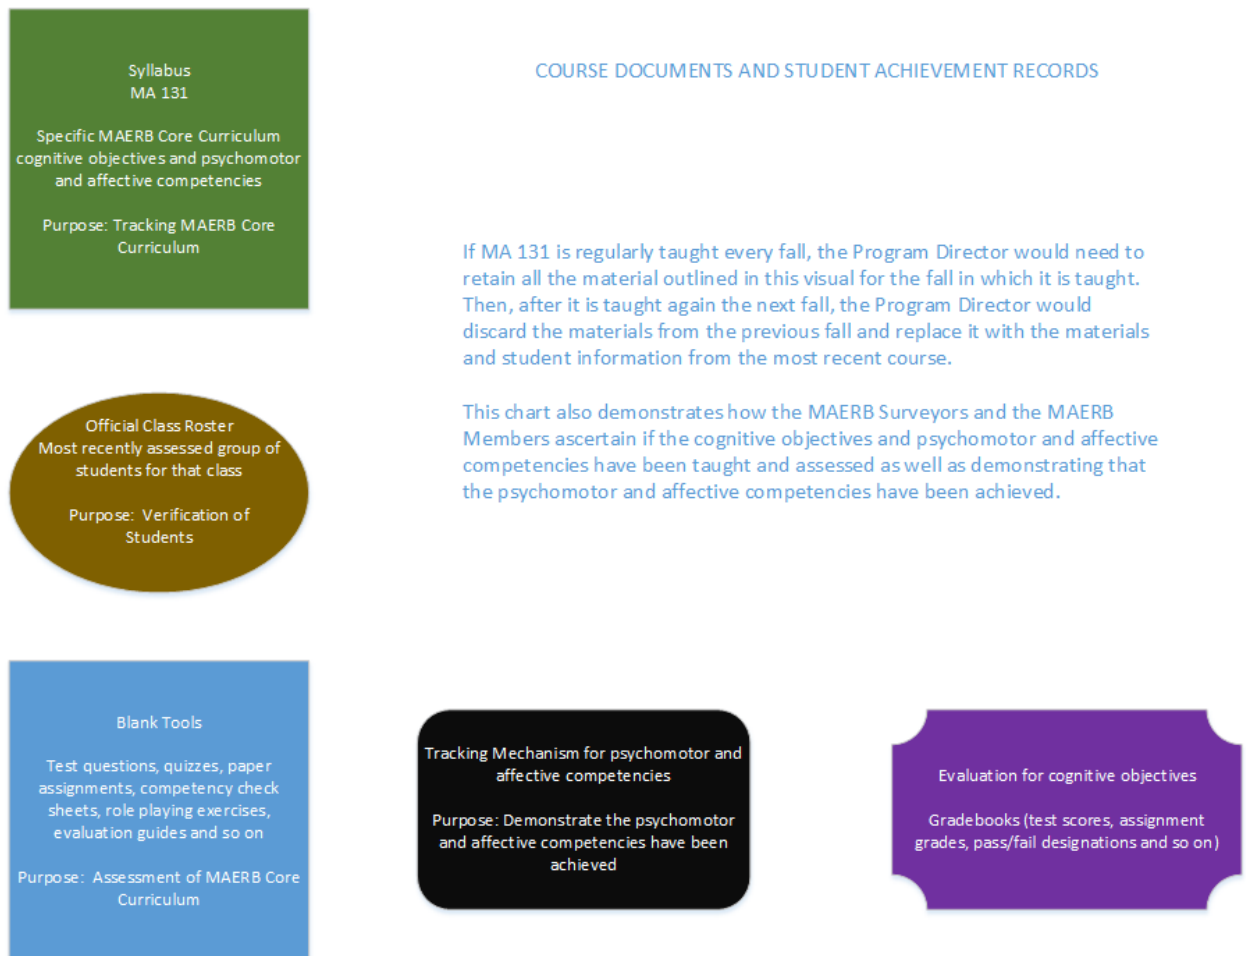 Syllabus
MA 131
Specific MAERB Core Curriculum
cognitive objectives and psychomotor
and affective competencies
Purpose: Tracking MAERB Core
Curriculum
COURSE DOCUMENTS AND STUDENT ACHIEVEMENT RECORDS
If MA 131 is regularly taught every fall, the Program Director would need to
retain all the material outlined in this visual for the fall in which it is taught.
Then, after it is taught again the next fall, the Program Director would
discard the materials from the previous fall and replace it with the materials
and student information from the most recent course.
This chart also demonstrates how the MAERB Surveyors and the MAERB
Members ascertain if the cognitive objectives and psychomotor and affective
competencies have been taught and assessed as well as demonstrating that
the psychomotor and affective competencies have been achieved.
Official Class Roster
Most recently assessed group of
students for that class
Purpose: Verification of
Students
Blank Tools
Test questions, quizzes, paper
assignments, competency check
sheets, role playing exercises,
evaluation guides and so on
Purpose: Assessment of MAERB Core
Curriculum
Tracking Mechanism for psychomotor and
affective competencies
Purpose: Demonstrate the psychomotor
and affective competencies have been
achieved
Evaluation for cognitive objectives
Gradebooks (test scores, assignment
grades, pass/fail designations and so on)